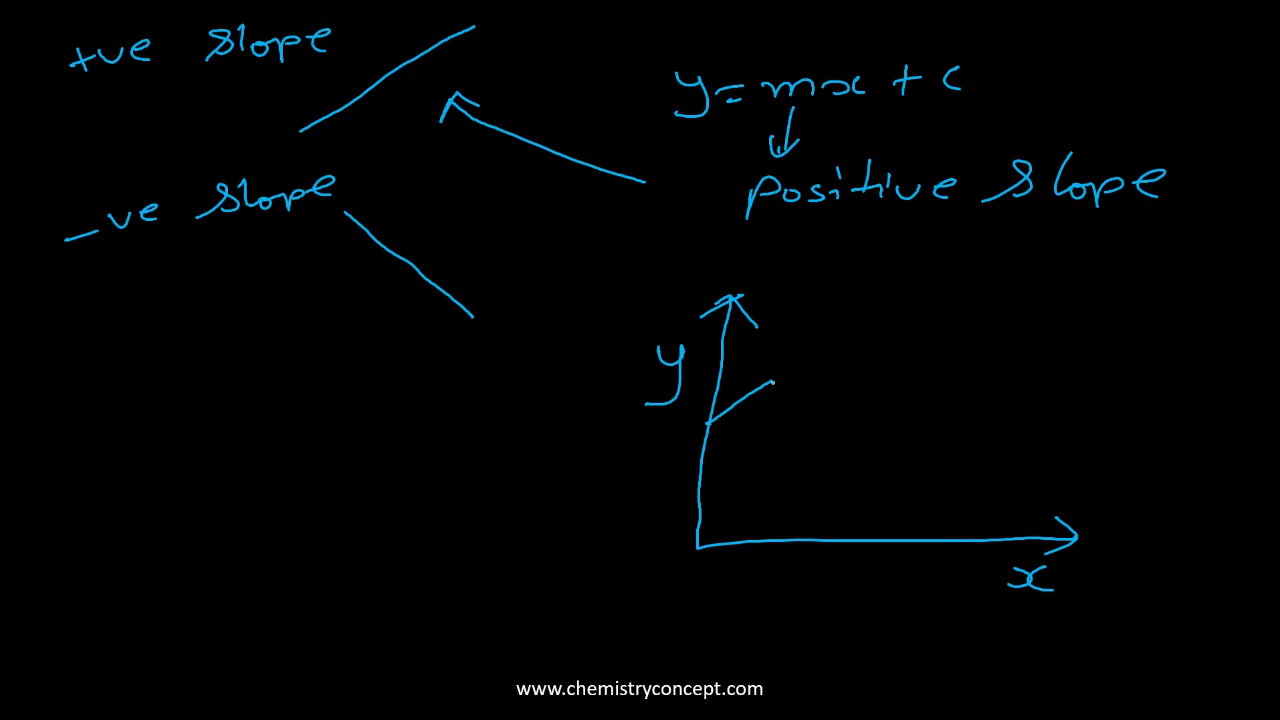 +ve slope
y = mx + c
positive slope
-ve slope
y
x
www.chemistryconcept.com